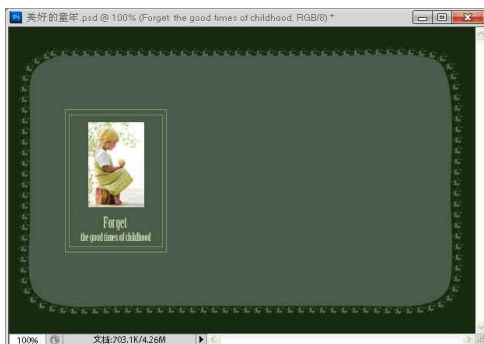 美好的童年.psd @ 100% (Forget the good times of childhood, RGB/8) *
Forget
the good times of childhood
100%
文档:703.1K/4.26M